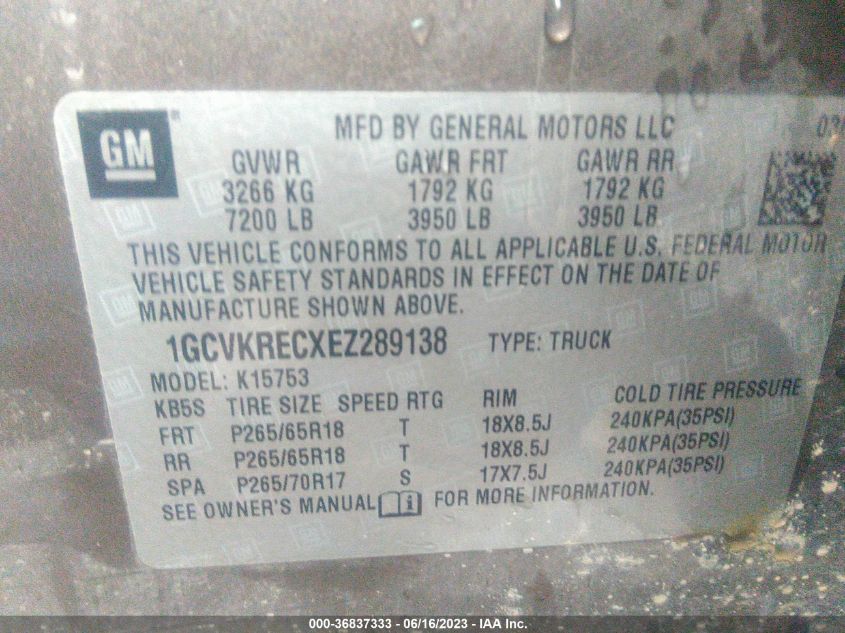 GM
MFD BY GENERAL MOTORS LLC
GVWR GAWR FRT GAWR RR
3266 KG 1792 KG 1792 KG
7200 LB 3950 LB 3950 LB
THIS VEHICLE CONFORMS TO ALL APPLICABLE U.S. FEDERAL MOTOR
VEHICLE SAFETY STANDARDS IN EFFECT ON THE DATE OF
MANUFACTURE SHOWN ABOVE.
1GCVKRECXEZ289138 TYPE: TRUCK
MODEL: K15753
KB5S TIRE SIZE SPEED RTG RIM COLD TIRE PRESSURE
FRT P265/65R18 T 18X8.5J 240KPA(35PSI)
RR P265/65R18 T 18X8.5J 240KPA(35PSI)
SPA P265/70R17 S 17X7.5J 240KPA(35PSI)
SEE OWNER'S MANUAL FOR MORE INFORMATION.
000-36837333 - 06/16/2023 - IAA Inc.